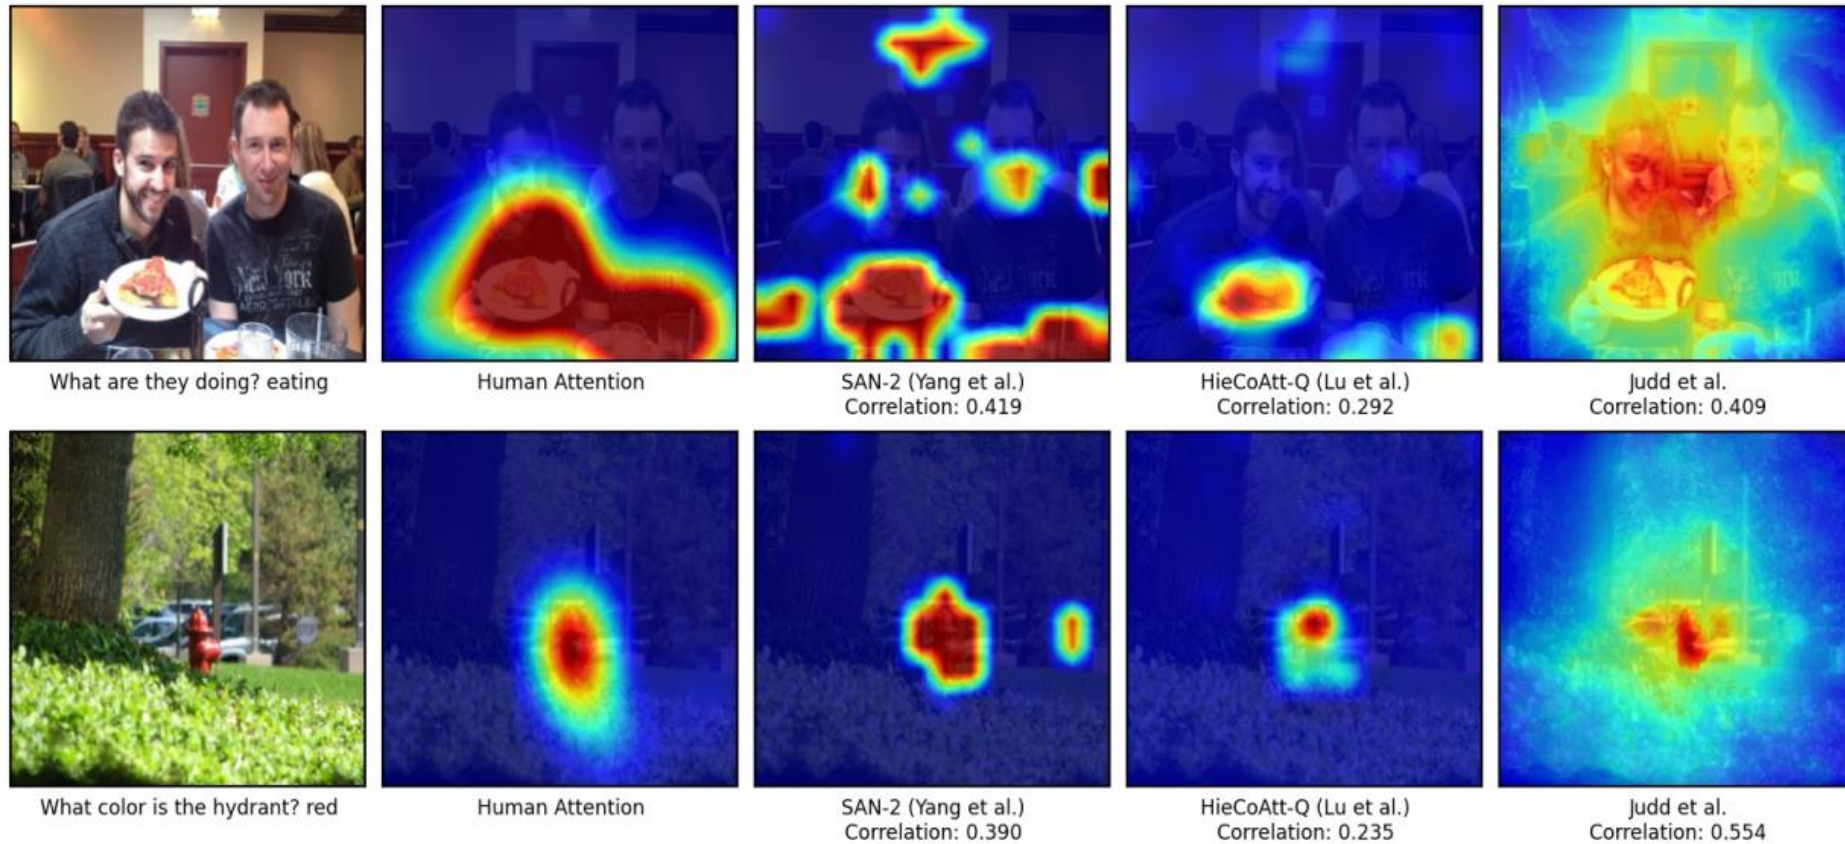 New York
What are they doing? eating
Human Attention
SAN-2 (Yang et al.)
Correlation: 0.419
HieCoAtt-Q (Lu et al.)
Correlation: 0.292
Judd et al.
Correlation: 0.409
What color is the hydrant? red
Human Attention
SAN-2 (Yang et al.)
Correlation: 0.390
HieCoAtt-Q (Lu et al.)
Correlation: 0.235
Judd et al.
Correlation: 0.554